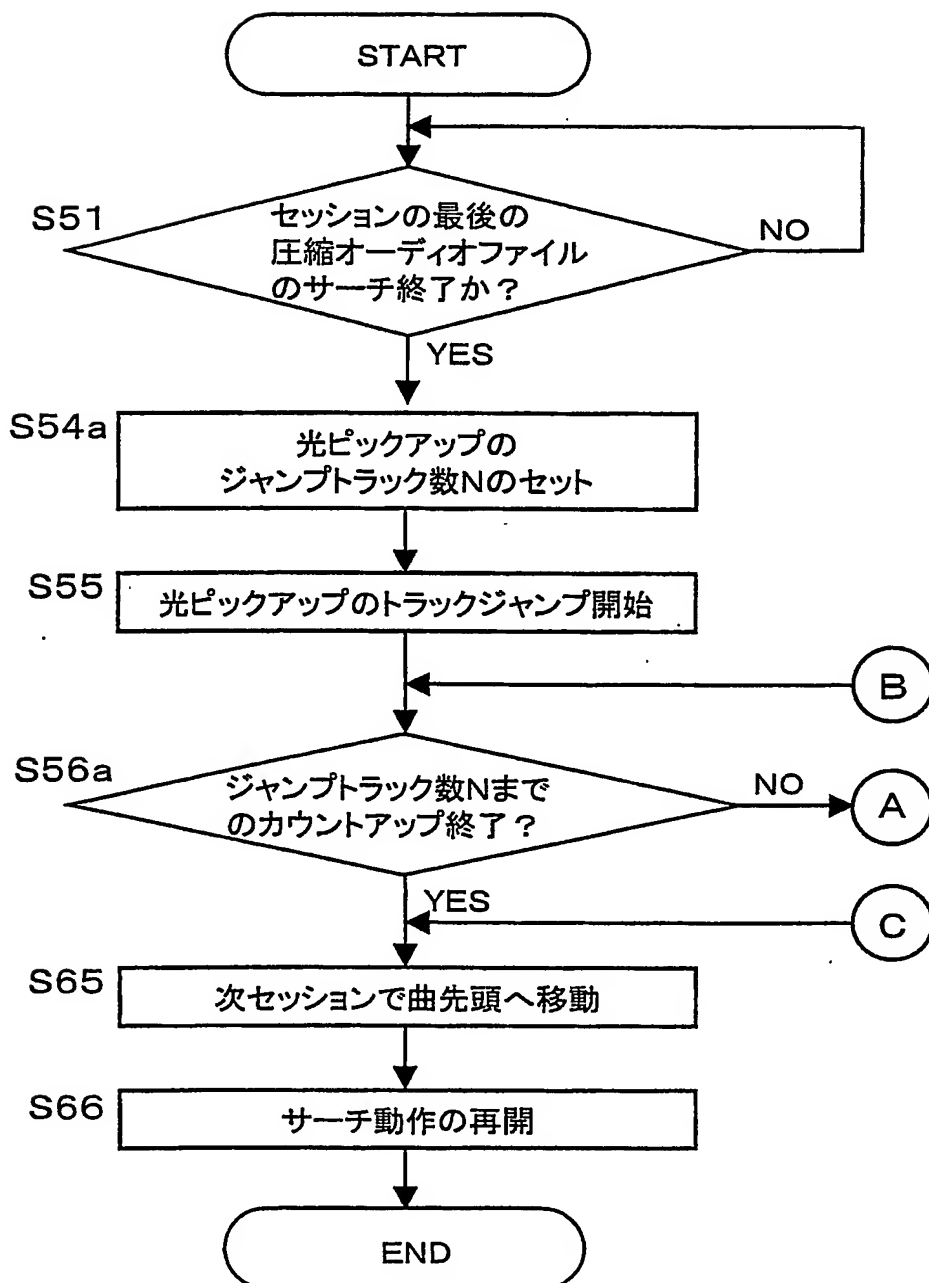 START
S51
セッションの最後の
圧縮オーディオファイル
のサーチ終了か?
NO
YES
S54a
光ピックアップの
ジャンプトラック数Nのセット
S55
光ピックアップのトラックジャンプ開始
B
S56a
ジャンプトラック数Nまで
のカウントアップ終了?
NO
A
YES
C
S65
次セッションで曲先頭へ移動
S66
サーチ動作の再開
END